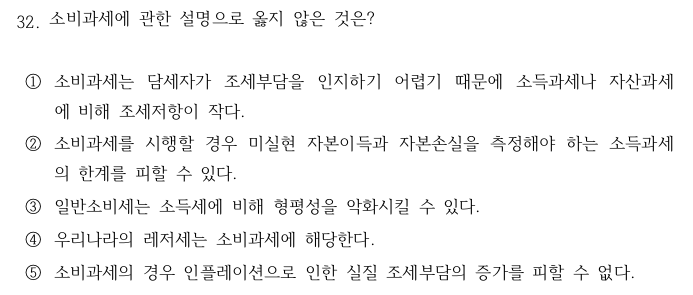 32. 소비과세에 관한 설명으로 옳지 않은 것은?
① 소비과세는 담세자가 조세부담을 인지하기 어렵기 때문에 소득과세나 자산과세
에 비해 조세저항이 작다.
② 소비과세를 시행할 경우 미실현 자본이득과 자본손실을 측정해야 하는 소득과세
의 한계를 피할 수 있다.
③ 일반소비세는 소득세에 비해 형평성을 악화시킬 수 있다.
④ 우리나라의 레저세는 소비과세에 해당한다.
⑤ 소비과세의 경우 인플레이션으로 인한 실질 조세부담의 증가를 피할 수 없다.